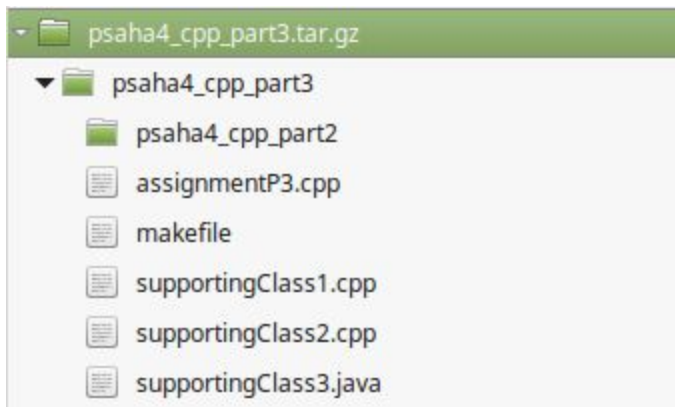 psaha4_cpp_part3.tar.gz
psaha4_cpp_part3
psaha4_cpp_part2
assignmentP3.cpp
makefile
supportingClass1.cpp
supportingClass2.cpp
supportingClass3.java